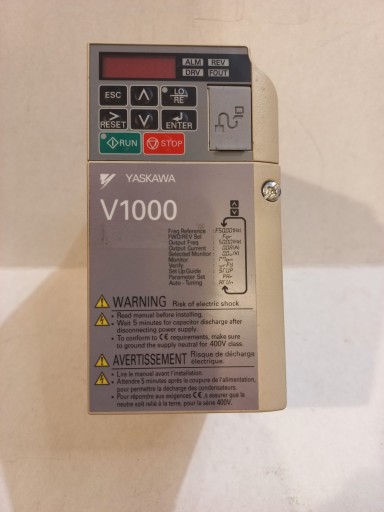 ALM REV
DRV FOUT
ESC
LO
RE
RESET
ENTER
RUN
STOP
YASKAWA
V1000
Freq Reference
FWD/REV Sel
Output Freq
Output Current
Selected Monitor
Monitor
Verify
Set Up Guide
Parameter Set
Auto - Tuning
WARNING Risk of electric shock.
• Read manual before installing.
• Wait 5 minutes for capacitor discharge after
disconnecting power supply.
• To conform to CE requirements, make sure
to ground the supply neutral for 400V class.
AVERTISSEMENT Risque de décharge
électrique
• Lire le manuel avant l'installation.
• Attendre 5 minutes après la coupure de l'alimentation,
pour permettre la décharge des condensateurs.
• Pour répondre aux exigences CE, s'assurer que le
neutre soit relié à la terre, pour la série 400V.